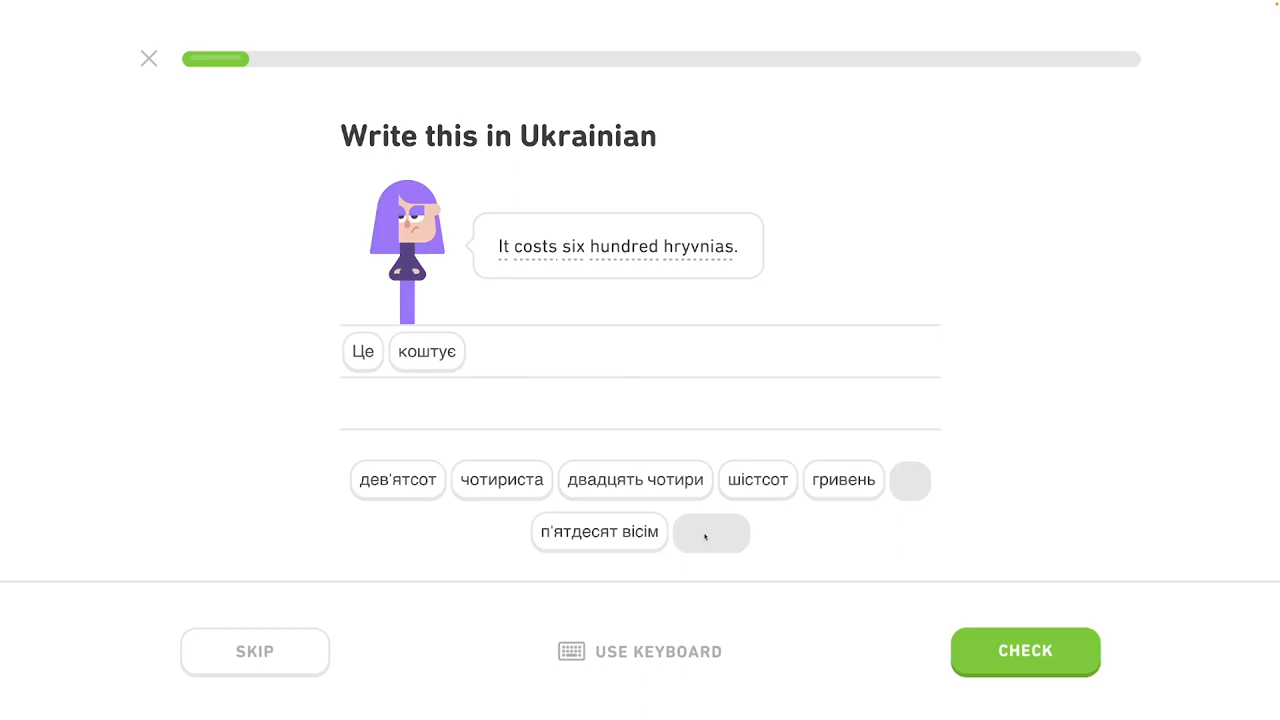 Write this in Ukrainian
It costs six hundred hryvnias.
Це коштує
дев'ятсот чотириста двадцять чотири шістсот гривень
п'ятдесят вісім
SKIP USE KEYBOARD CHECK